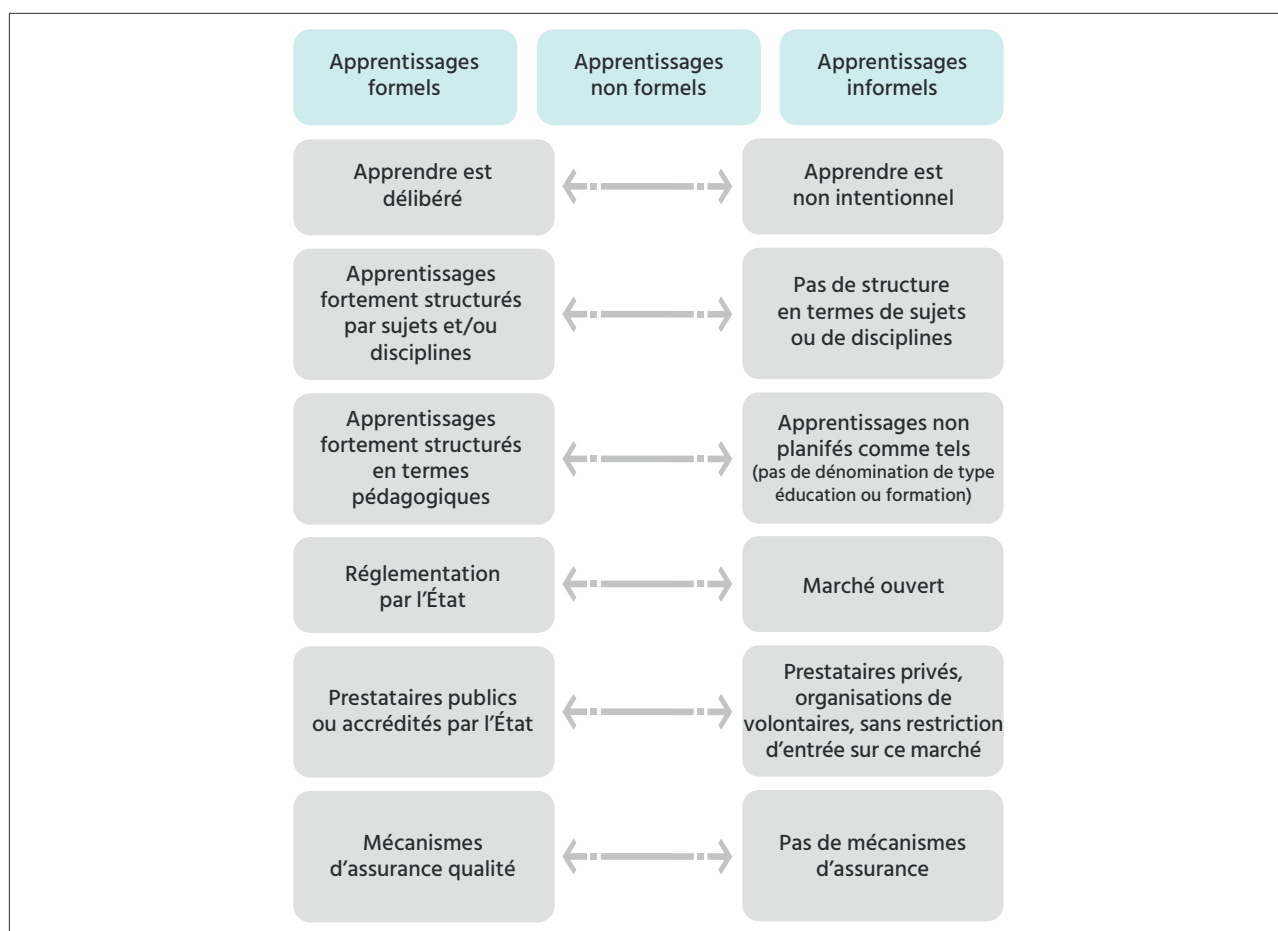 Apprentissages
formels
Apprentissages
non formels
Apprentissages
informels
Apprendre est
délibéré
Apprendre est
non intentionnel
Apprentissages
fortement structurés
par sujets et/ou
disciplines
Pas de structure
en termes de sujets
ou de disciplines
Apprentissages
fortement structurés
en termes
pédagogiques
Apprentissages non
planifés comme tels
(pas de dénomination de type
éducation ou formation)
Réglementation
par l’État
Marché ouvert
Prestataires publics
ou accrédités par l’État
Prestataires privés,
organisations de
volontaires, sans restriction
d’entrée sur ce marché
Mécanismes
d’assurance qualité
Pas de mécanismes
d’assurance